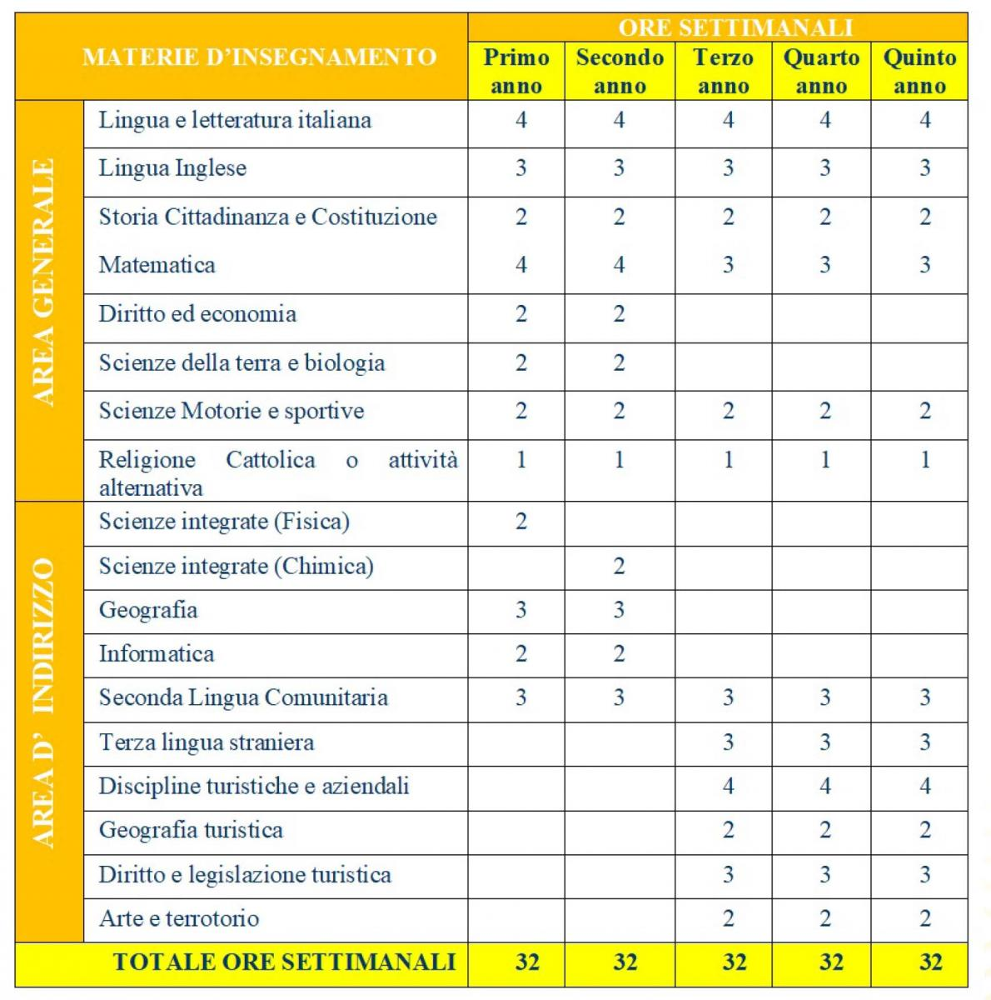 ORE SETTIMANALI
MATERIE D'INSEGNAMENTO
Primo anno Secondo anno Terzo anno Quarto anno Quinto anno
AREA GENERALE
Lingua e letteratura italiana 4 4 4 4 4
Lingua Inglese 3 3 3 3 3
Storia Cittadinanza e Costituzione 2 2 2 2 2
Matematica 4 4 3 3 3
Diritto ed economia 2 2
Scienze della terra e biologia 2 2
Scienze Motorie e sportive 2 2 2 2 2
Religione Cattolica o attività 1 1 1 1 1
alternativa
AREA D' INDIRIZZO
Scienze integrate (Fisica) 2
Scienze integrate (Chimica) 2
Geografia 3 3
Informatica 2 2
Seconda Lingua Comunitaria 3 3 3 3 3
Terza lingua straniera 3 3 3
Discipline turistiche e aziendali 4 4 4
Geografia turistica 2 2 2
Diritto e legislazione turistica 3 3 3
Arte e terrotorio 2 2 2
TOTALE ORE SETTIMANALI 32 32 32 32 32